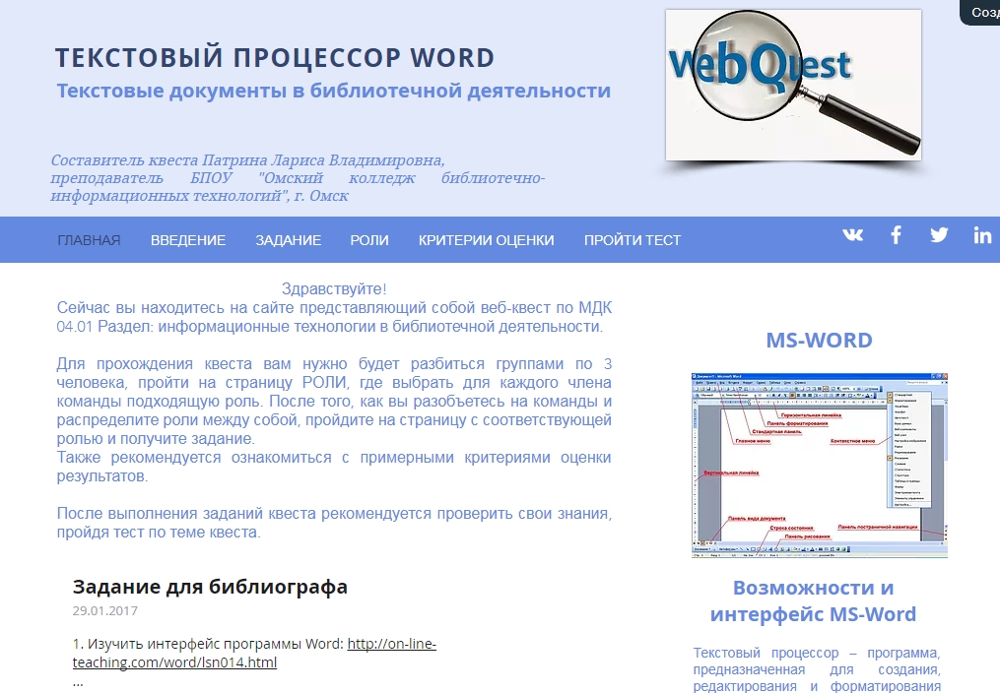 Созд
ТЕКСТОВЫЙ ПРОЦЕССОР WORD
Текстовые документы в библиотечной деятельности
WebQuest
Составитель квеста Патрина Лариса Владимировна,
преподаватель БПОУ "Омский колледж библиотечно-
информационных технологий", г. Омск
ГЛАВНАЯ ВВЕДЕНИЕ ЗАДАНИЕ РОЛИ КРИТЕРИИ ОЦЕНКИ ПРОЙТИ ТЕСТ
Здравствуйте!
Сейчас вы находитесь на сайте представляющий собой веб-квест по МДК
04.01 Раздел: информационные технологии в библиотечной деятельности.
Для прохождения квеста вам нужно будет разбиться группами по 3
человека, пройти на страницу РОЛИ, где выбрать для каждого члена
команды подходящую роль. После того, как вы разобъетесь на команды и
распределите роли между собой, пройдите на страницу с соответствующей
ролью и получите задание.
Также рекомендуется ознакомиться с примерными критериями оценки
результатов.
После выполнения заданий квеста рекомендуется проверить свои знания,
пройдя тест по теме квеста.
Задание для библиографа
29.01.2017
1. Изучить интерфейс программы Word: http://on-line-
teaching.com/word/lsn014.html
...
MS-WORD
Горизонтальная линейка
Панель форматирования
Стандартная панель
Главное меню
Контекстное меню
Вертикальная линейка
Панель вида документа
Строка состояния
Панель постраничной навигации
Панель рисования
Возможности и
интерфейс MS-Word
Текстовый процессор – программа,
предназначенная для создания,
редактирования и форматирования